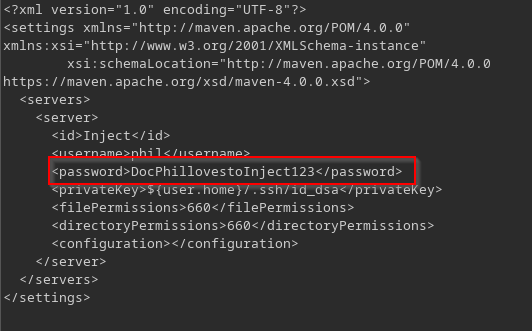 <?xml version="1.0" encoding="UTF-8"?>
<settings xmlns="http://maven.apache.org/POM/4.0.0"
xmlns:xsi="http://www.w3.org/2001/XMLSchema-instance"
xsi:schemaLocation="http://maven.apache.org/POM/4.0.0
https://maven.apache.org/xsd/maven-4.0.0.xsd">
<servers>
<server>
<id>Inject</id>
<username>phil</username>
<password>DocPhillovestoInject123</password>
<privateKey>${user.home}/.ssh/id_dsa</privateKey>
<filePermissions>660</filePermissions>
<directoryPermissions>660</directoryPermissions>
<configuration></configuration>
</server>
</servers>
</settings>